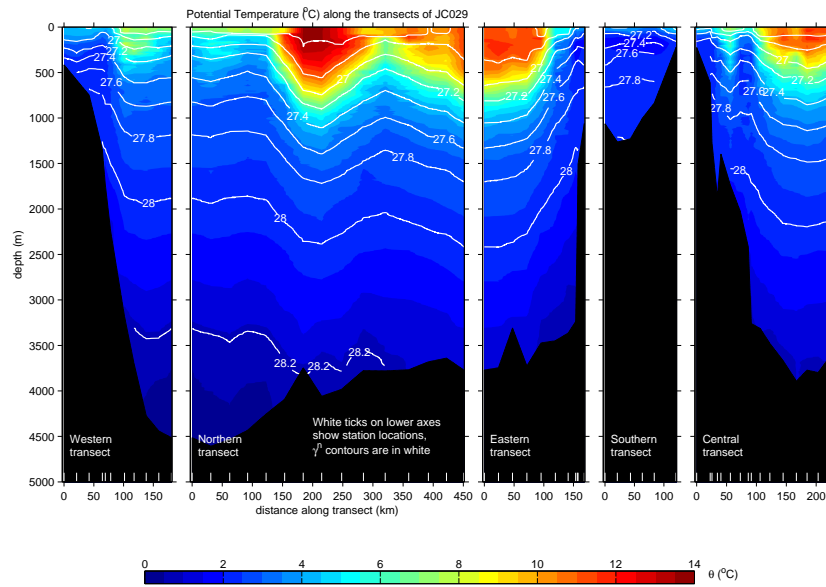 Potential Temperature (°C) along the transects of JC029
0
500
1000
1500
2000
2500
3000
3500
4000
4500
5000
depth (m)
27.2
27.4
27.6
27.8
28
Western
transect
0 50 100 150
27
27.2
27.4
27.6
27.8
28
28.2 28.2 28.2
Northern
transect
White ticks on lower axes
show station locations,
γⁿ contours are in white
0 50 100 150 200 250 300 350 400 450
distance along transect (km)
27.2
27.4
27.6
27.8
28
Eastern
transect
0 50 100 150
27.2
27.4
27.6
27.8
Southern
transect
0 50 100
27.2
27.6 27.4
27.8
28
Central
transect
0 50 100 150 200
0 2 4 6 8 10 12 14
θ (°C)